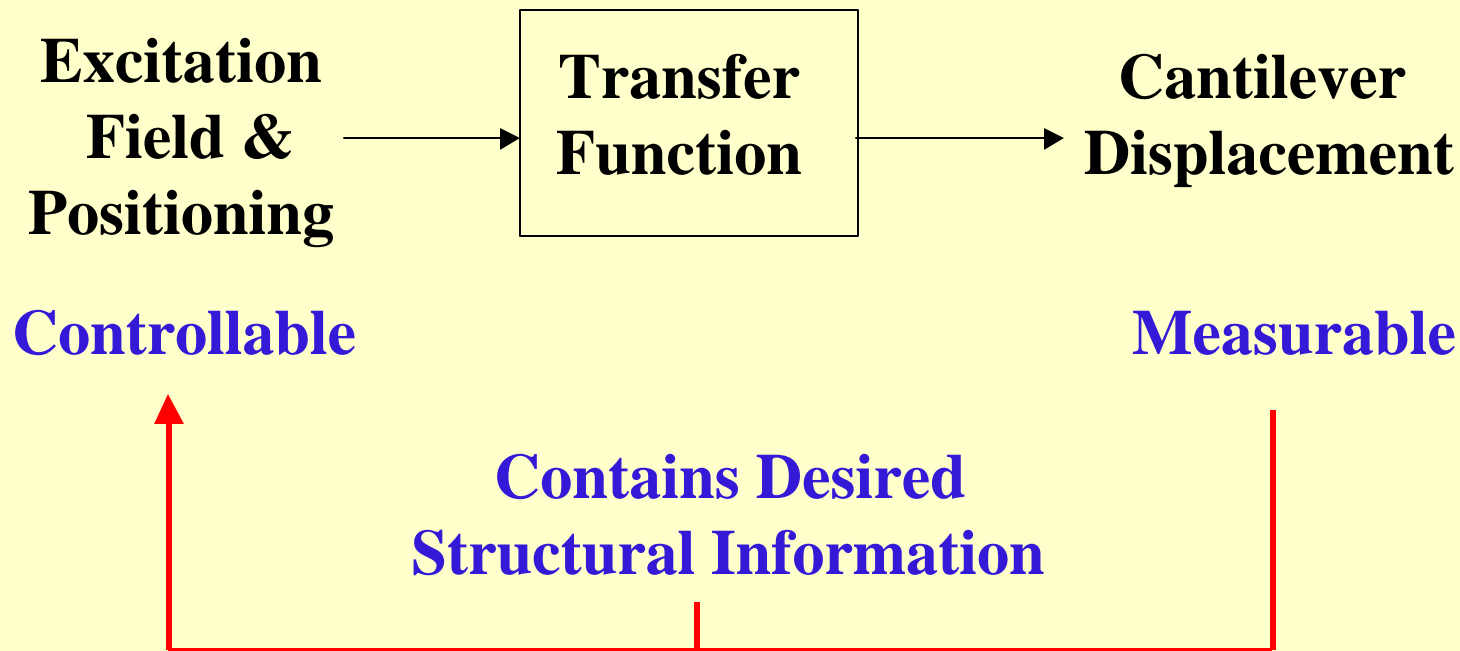 Excitation
Field &
Positioning
Transfer
Function
Cantilever
Displacement
Controllable
Measurable
Contains Desired
Structural Information